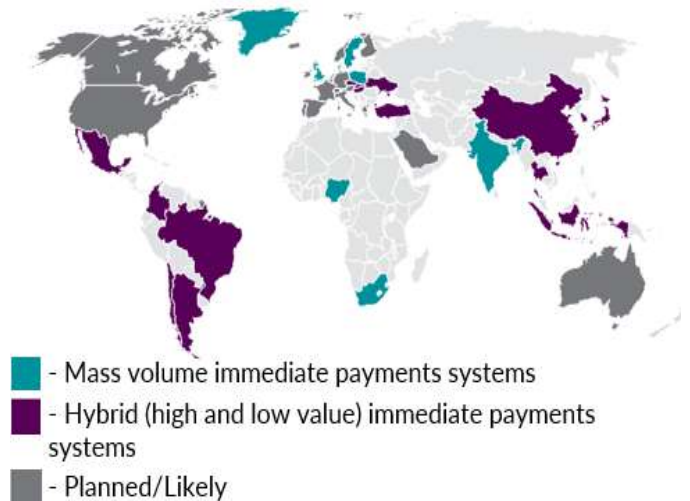 - Mass volume immediate payments systems
- Hybrid (high and low value) immediate payments
systems
- Planned/Likely